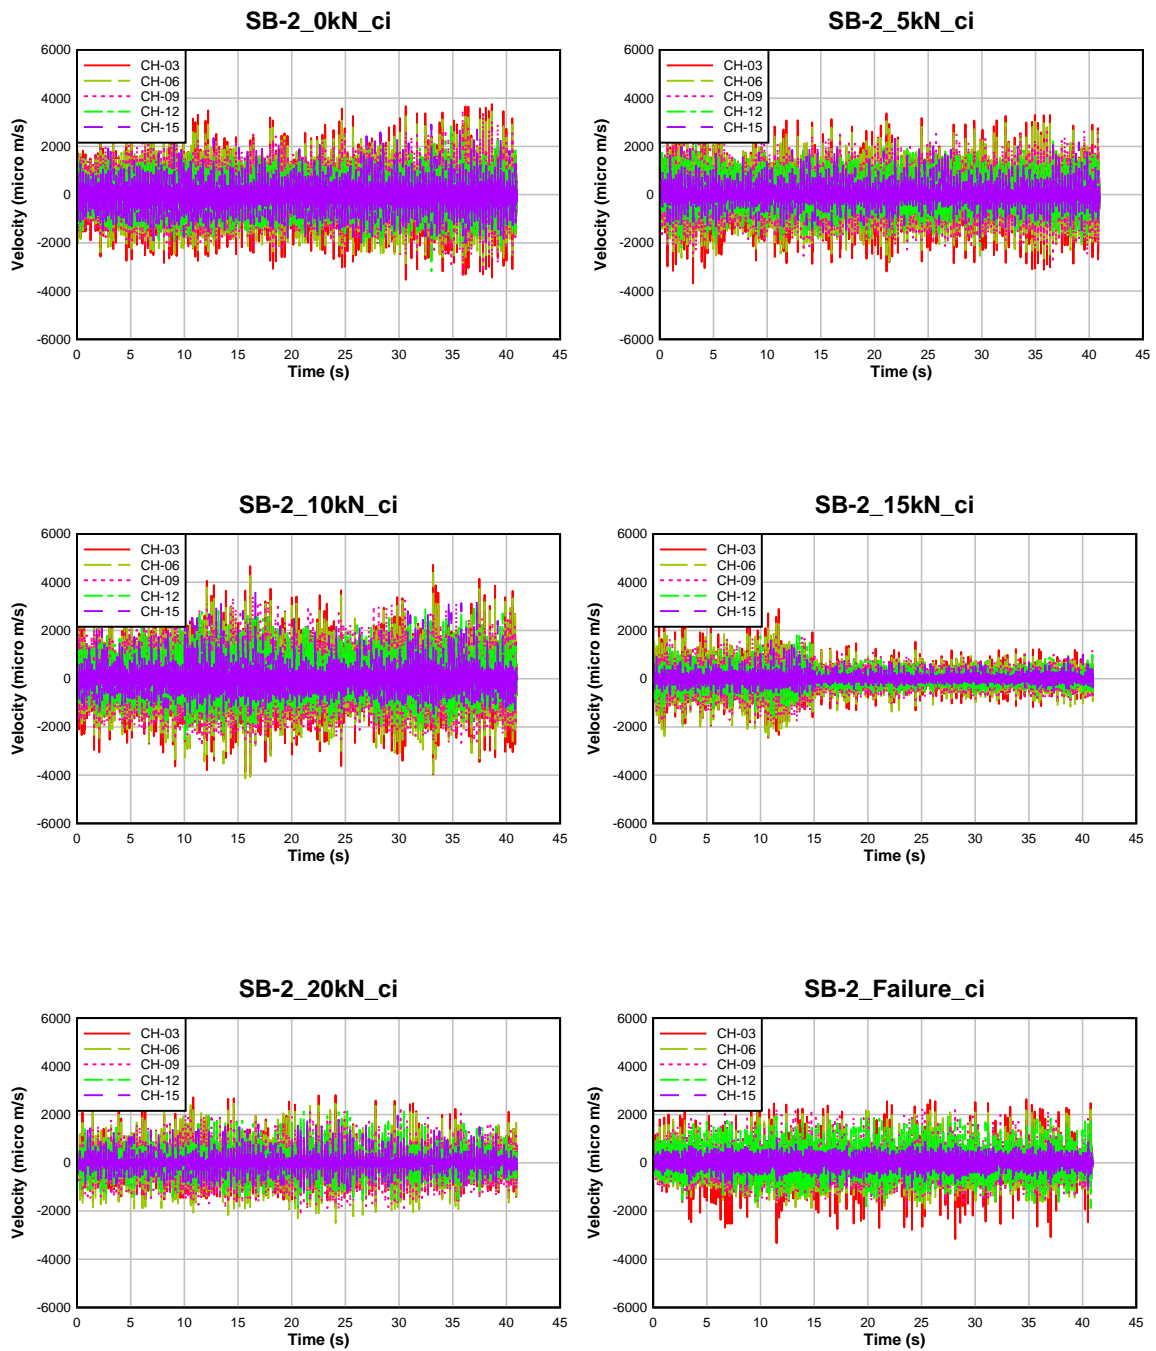 SB-2_0kN_ci
6000
4000
2000
0
-2000
-4000
-6000
CH-03
CH-06
CH-09
CH-12
CH-15
0 5 10 15 20 25 30 35 40 45
Velocity (micro m/s)
Time (s)
SB-2_5kN_ci
6000
4000
2000
0
-2000
-4000
-6000
CH-03
CH-06
CH-09
CH-12
CH-15
0 5 10 15 20 25 30 35 40 45
Velocity (micro m/s)
Time (s)
SB-2_10kN_ci
6000
4000
2000
0
-2000
-4000
-6000
CH-03
CH-06
CH-09
CH-12
CH-15
0 5 10 15 20 25 30 35 40 45
Velocity (micro m/s)
Time (s)
SB-2_15kN_ci
6000
4000
2000
0
-2000
-4000
-6000
CH-03
CH-06
CH-09
CH-12
CH-15
0 5 10 15 20 25 30 35 40 45
Velocity (micro m/s)
Time (s)
SB-2_20kN_ci
6000
4000
2000
0
-2000
-4000
-6000
CH-03
CH-06
CH-09
CH-12
CH-15
0 5 10 15 20 25 30 35 40 45
Velocity (micro m/s)
Time (s)
SB-2_Failure_ci
6000
4000
2000
0
-2000
-4000
-6000
CH-03
CH-06
CH-09
CH-12
CH-15
0 5 10 15 20 25 30 35 40 45
Velocity (micro m/s)
Time (s)